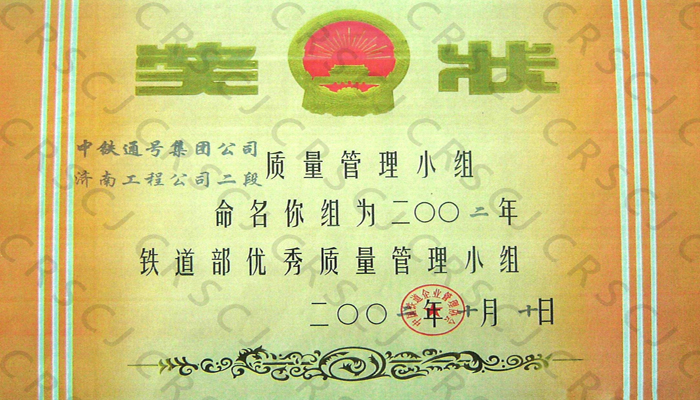 奖状
中铁通号集团公司
济南工程公司二段 质量管理小组
命名你组为二〇〇二年
铁道部优秀质量管理小组
二〇〇 年十月十日
CRSCJ